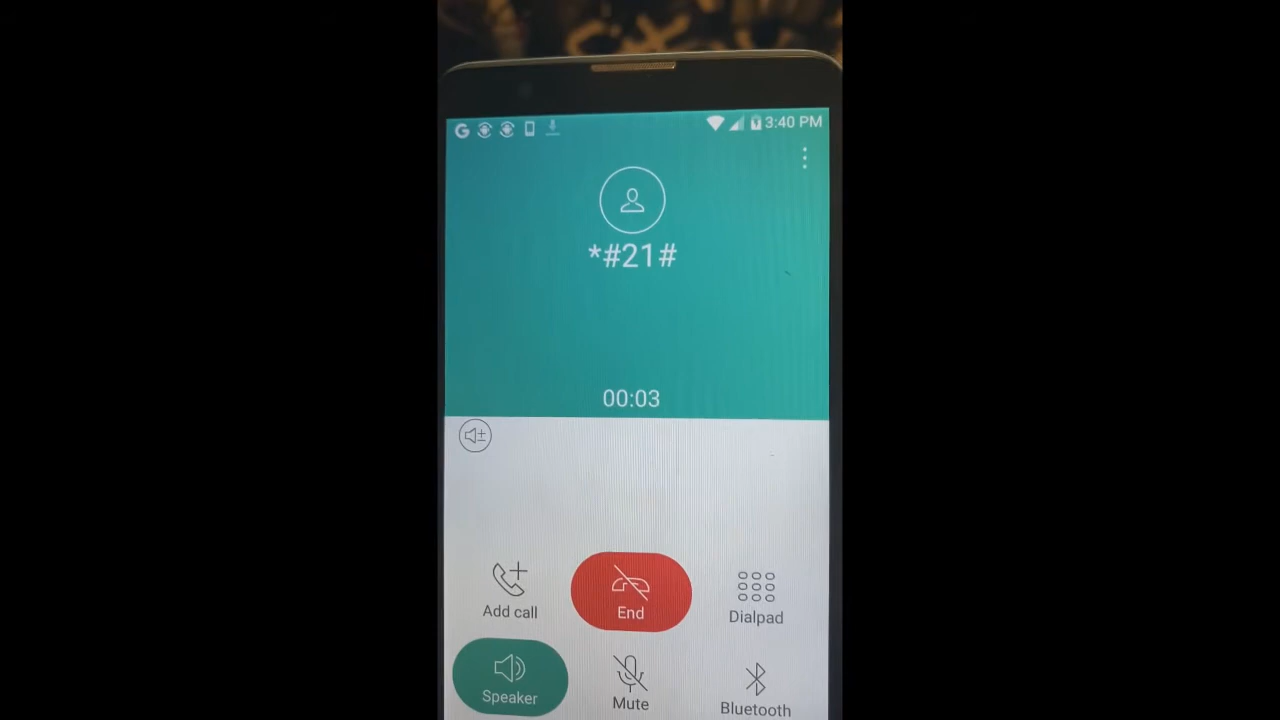 G 3:40 PM
*#21#
00:03
Add call End Dialpad
Speaker Mute Bluetooth